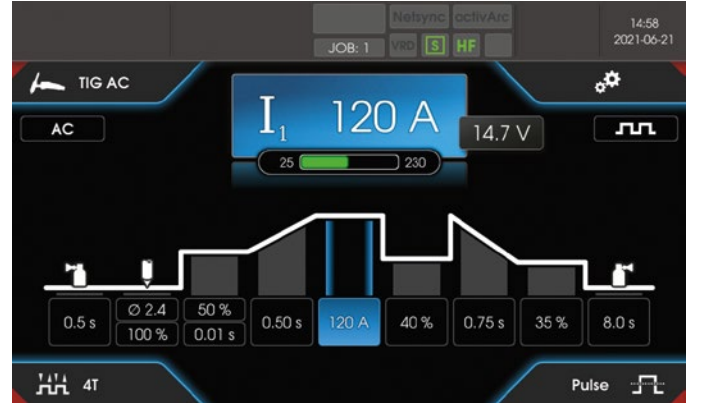 Netsync activArc
JOB: 1 VRD S HF
14:58
2021-06-21
TIG AC
AC
I1 120 A
14.7 V
25 230
0.5 s
Ø 2.4
100 %
50 %
0.01 s
0.50 s
120 A
40 %
0.75 s
35 %
8.0 s
4T
Pulse